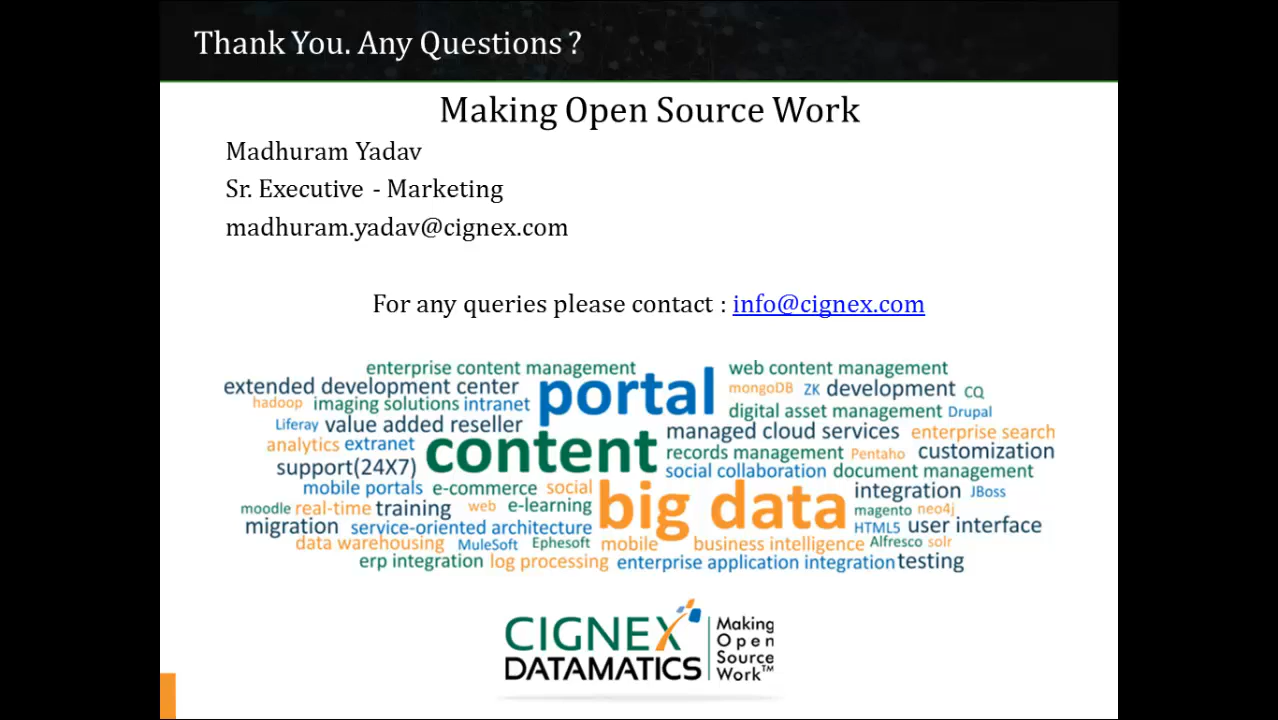 Thank You. Any Questions ?
Making Open Source Work
Madhuram Yadav
Sr. Executive - Marketing
madhuram.yadav@cignex.com
For any queries please contact : info@cignex.com
enterprise content management
web content management
extended development center
portal
mongoDB
ZK
development
CQ
hadoop
imaging solutions
intranet
digital asset management
Drupal
Liferay
value added reseller
managed cloud services
enterprise search
analytics
extranet
content
records management
Pentaho
customization
support(24X7)
social collaboration
document management
mobile portals
e-commerce
social
big data
integration
JBoss
moodle
real-time
training
web
e-learning
magento
neo4j
migration
service-oriented architecture
HTML5
user interface
data warehousing
MuleSoft
Ephesoft
mobile
business intelligence
Alfresco
solr
erp integration
log processing
enterprise application integration
testing
CIGNEX
DATAMATICS
Making
Open
Source
Work™